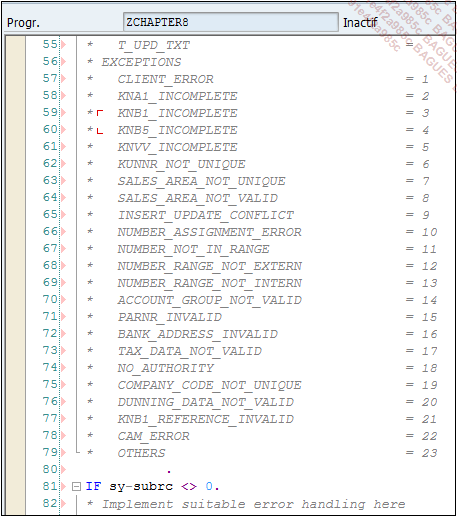 Progr. ZCHAPTER8 Inactif
55 * T_UPD_TXT =
56 * EXCEPTIONS
57 * CLIENT_ERROR = 1
58 * KNA1_INCOMPLETE = 2
59 * KNB1_INCOMPLETE = 3
60 * KNB5_INCOMPLETE = 4
61 * KNVV_INCOMPLETE = 5
62 * KUNNR_NOT_UNIQUE = 6
63 * SALES_AREA_NOT_UNIQUE = 7
64 * SALES_AREA_NOT_VALID = 8
65 * INSERT_UPDATE_CONFLICT = 9
66 * NUMBER_ASSIGNMENT_ERROR = 10
67 * NUMBER_NOT_IN_RANGE = 11
68 * NUMBER_RANGE_NOT_EXTERN = 12
69 * NUMBER_RANGE_NOT_INTERN = 13
70 * ACCOUNT_GROUP_NOT_VALID = 14
71 * PARNR_INVALID = 15
72 * BANK_ADDRESS_INVALID = 16
73 * TAX_DATA_NOT_VALID = 17
74 * NO_AUTHORITY = 18
75 * COMPANY_CODE_NOT_UNIQUE = 19
76 * DUNNING_DATA_NOT_VALID = 20
77 * KNB1_REFERENCE_INVALID = 21
78 * CAM_ERROR = 22
79 * OTHERS = 23
80 .
81 IF sy-subrc <> 0.
82 * Implement suitable error handling here